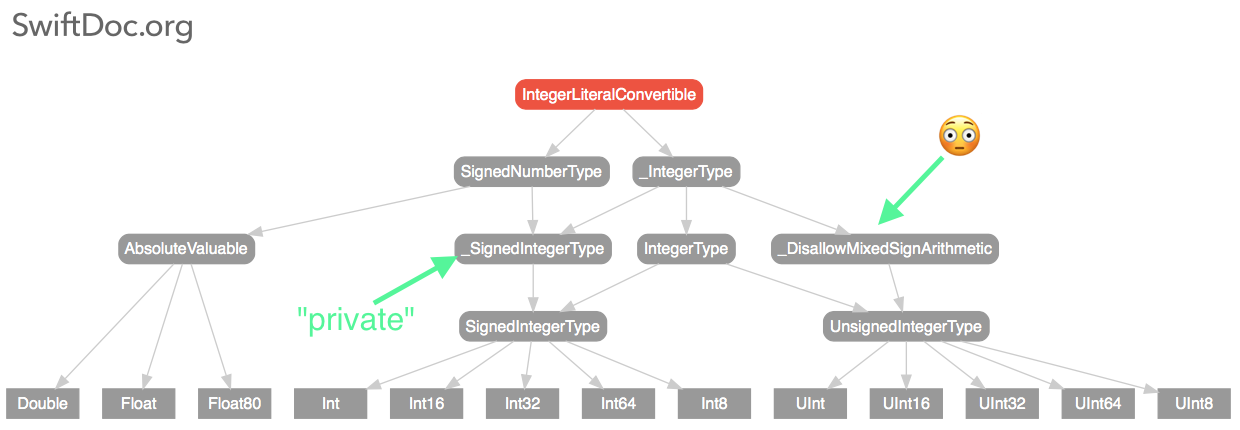 SwiftDoc.org
IntegerLiteralConvertible
SignedNumberType
_IntegerType
AbsoluteValuable
_SignedIntegerType
IntegerType
_DisallowMixedSignArithmetic
"private"
SignedIntegerType
UnsignedIntegerType
Double
Float
Float80
Int
Int16
Int32
Int64
Int8
UInt
UInt16
UInt32
UInt64
UInt8